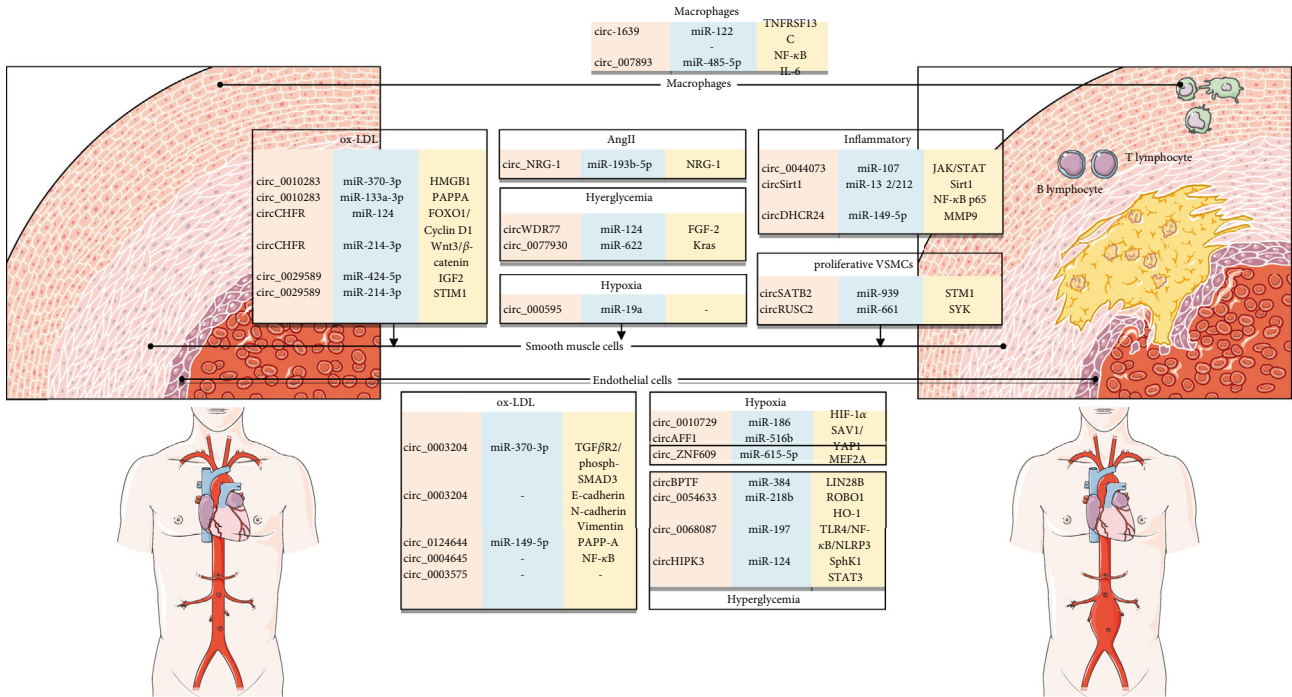 Macrophages
circ-1639 miR-122 TNFRSF13
C
- NF-κB
circ_007893 miR-485-5p IL-6
Macrophages
ox-LDL
circ_0010283 miR-370-3p HMGB1
circ_0010283 miR-133a-3p PAPPA
circCHFR miR-124 FOXO1/
Cyclin D1
circCHFR miR-214-3p Wnt3/β-
catenin
circ_0029589 miR-424-5p IGF2
circ_0029589 miR-214-3p STIM1
AngII
circ_NRG-1 miR-193b-5p NRG-1
Hyerglycemia
circWDR77 miR-124 FGF-2
circ_0077930 miR-622 Kras
Hypoxia
circ_000595 miR-19a -
Inflammatory
circ_0044073 miR-107 JAK/STAT
circSirt1 miR-13 2/212 Sirt1
NF-κB p65
circDHCR24 miR-149-5p MMP9
proliferative VSMCs
circSATB2 miR-939 STM1
circRUSC2 miR-661 SYK
T lymphocyte
B lymphocyte
Smooth muscle cells
Endothelial cells
ox-LDL
circ_0003204 miR-370-3p TGFβR2/
phosph-
SMAD3
circ_0003204 - E-cadherin
N-cadherin
Vimentin
circ_0124644 miR-149-5p PAPP-A
circ_0004645 - NF-κB
circ_0003575 - -
Hypoxia
circ_0010729 miR-186 HIF-1α
circAFF1 miR-516b SAV1/
YAP1
circ_ZNF609 miR-615-5p MEF2A
circBPTF miR-384 LIN28B
circ_0054633 miR-218b ROBO1
HO-1
circ_0068087 miR-197 TLR4/NF-
κB/NLRP3
circHIPK3 miR-124 SphK1
STAT3
Hyperglycemia